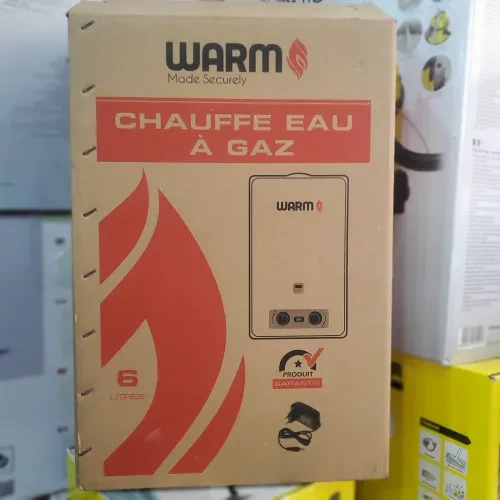 WARM
Made Securely
CHAUFFE EAU
À GAZ
WARM
PRODUIT
GARANTIE
6
LITRES